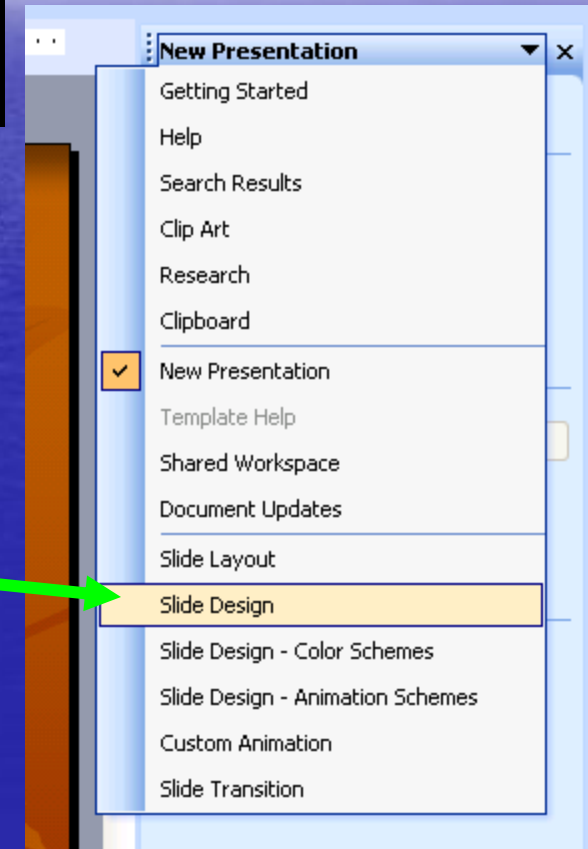 New Presentation
Getting Started
Help
Search Results
Clip Art
Research
Clipboard
New Presentation
Template Help
Shared Workspace
Document Updates
Slide Layout
Slide Design
Slide Design - Color Schemes
Slide Design - Animation Schemes
Custom Animation
Slide Transition